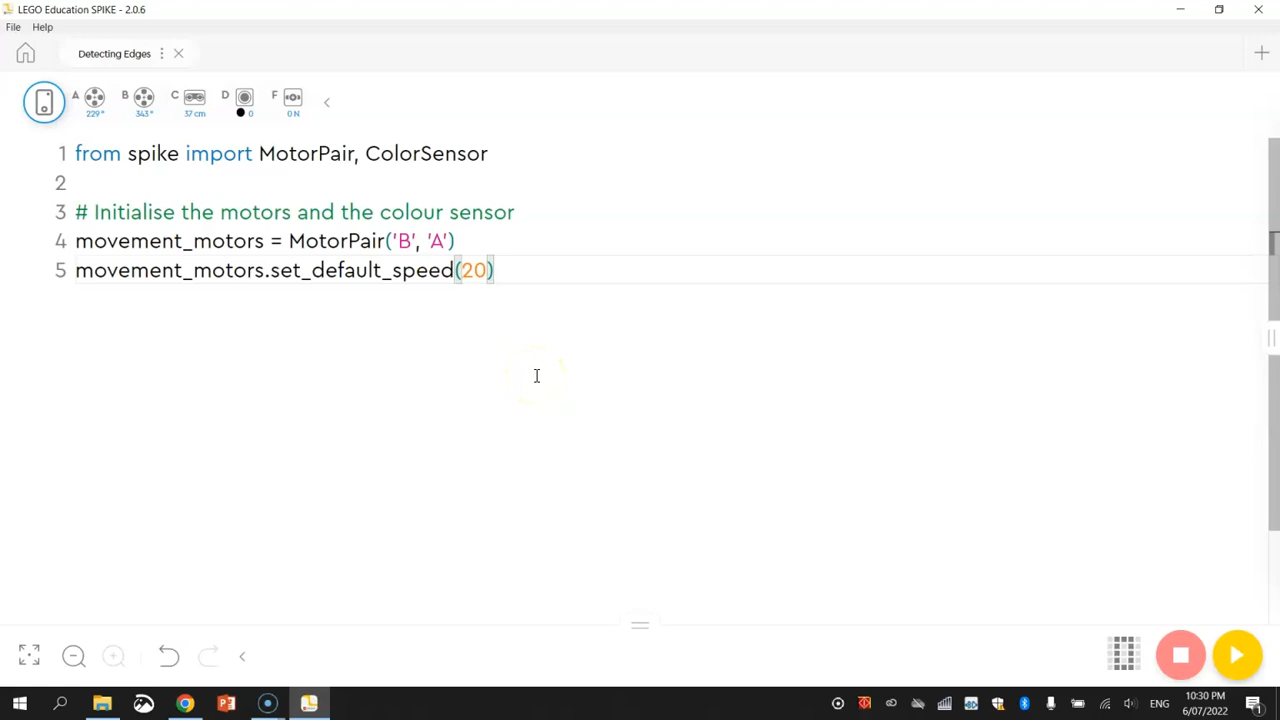 LEGO Education SPIKE - 2.0.6
File Help
Detecting Edges
A B C D F
229° 343° 37 cm 0 0 N
1 from spike import MotorPair, ColorSensor
2
3 # Initialise the motors and the colour sensor
4 movement_motors = MotorPair('B', 'A')
5 movement_motors.set_default_speed(20)
10:30 PM
ENG
6/07/2022
1